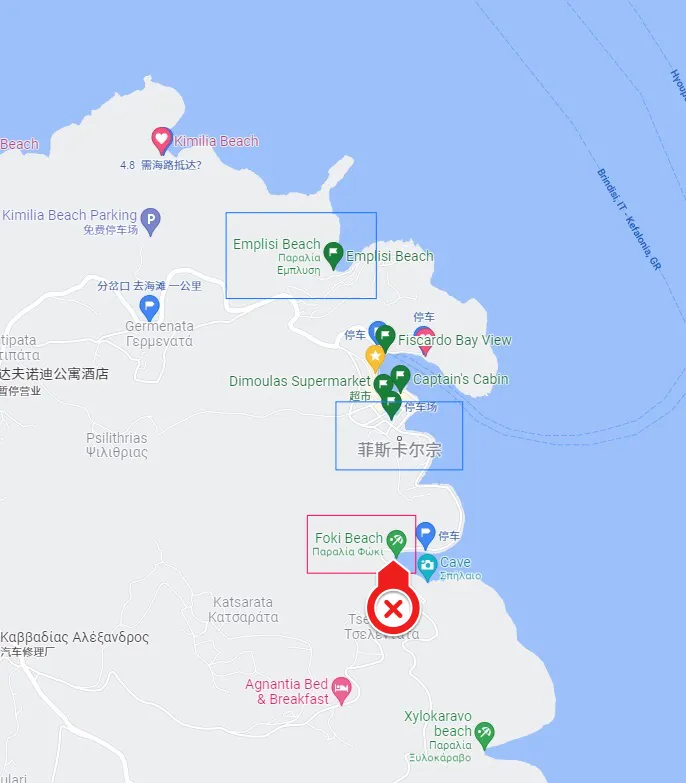 Hγουμ
Beach
Kimilia Beach
4.8 需海路抵达?
Brindisi, IT - Kefalonia, GR
Kimilia Beach Parking
免费停车场
Emplisi Beach
Παραλία
Έμπλυση
Emplisi Beach
分岔口 去海滩 一公里
Germenata
Γερμενατά
停车
停车
Fiscardo Bay View
tipata
τιπάτα
达夫诺迪公寓酒店
暂停营业
Dimoulas Supermarket
超市
Captain's Cabin
停车场
Psilithrias
Ψιλιθριας
菲斯卡尔宗
Foki Beach
Παραλία Φώκι
停车
Cave
Σπηλαιο
Katsarata
Κατσαράτα
Tse
Τσελεντάτα
Καββαδίας Αλέξανδρος
汽车修理厂
Agnantia Bed
& Breakfast
Xylokaravo
beach
Παραλία
Ξυλοκάραβο
ulari